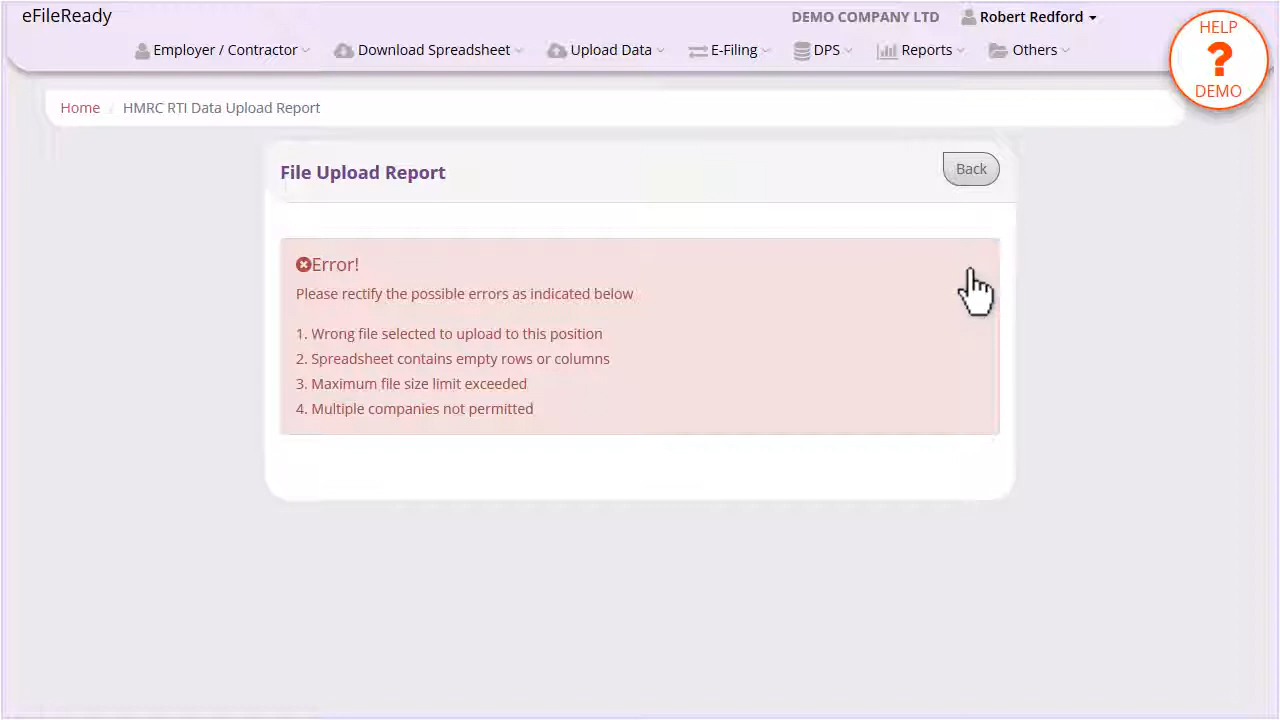 eFileReady
DEMO COMPANY LTD
Robert Redford
HELP
?
DEMO
Employer / Contractor
Download Spreadsheet
Upload Data
E-Filing
DPS
Reports
Others
Home / HMRC RTI Data Upload Report
File Upload Report
Back
Error!
Please rectify the possible errors as indicated below
1. Wrong file selected to upload to this position
2. Spreadsheet contains empty rows or columns
3. Maximum file size limit exceeded
4. Multiple companies not permitted